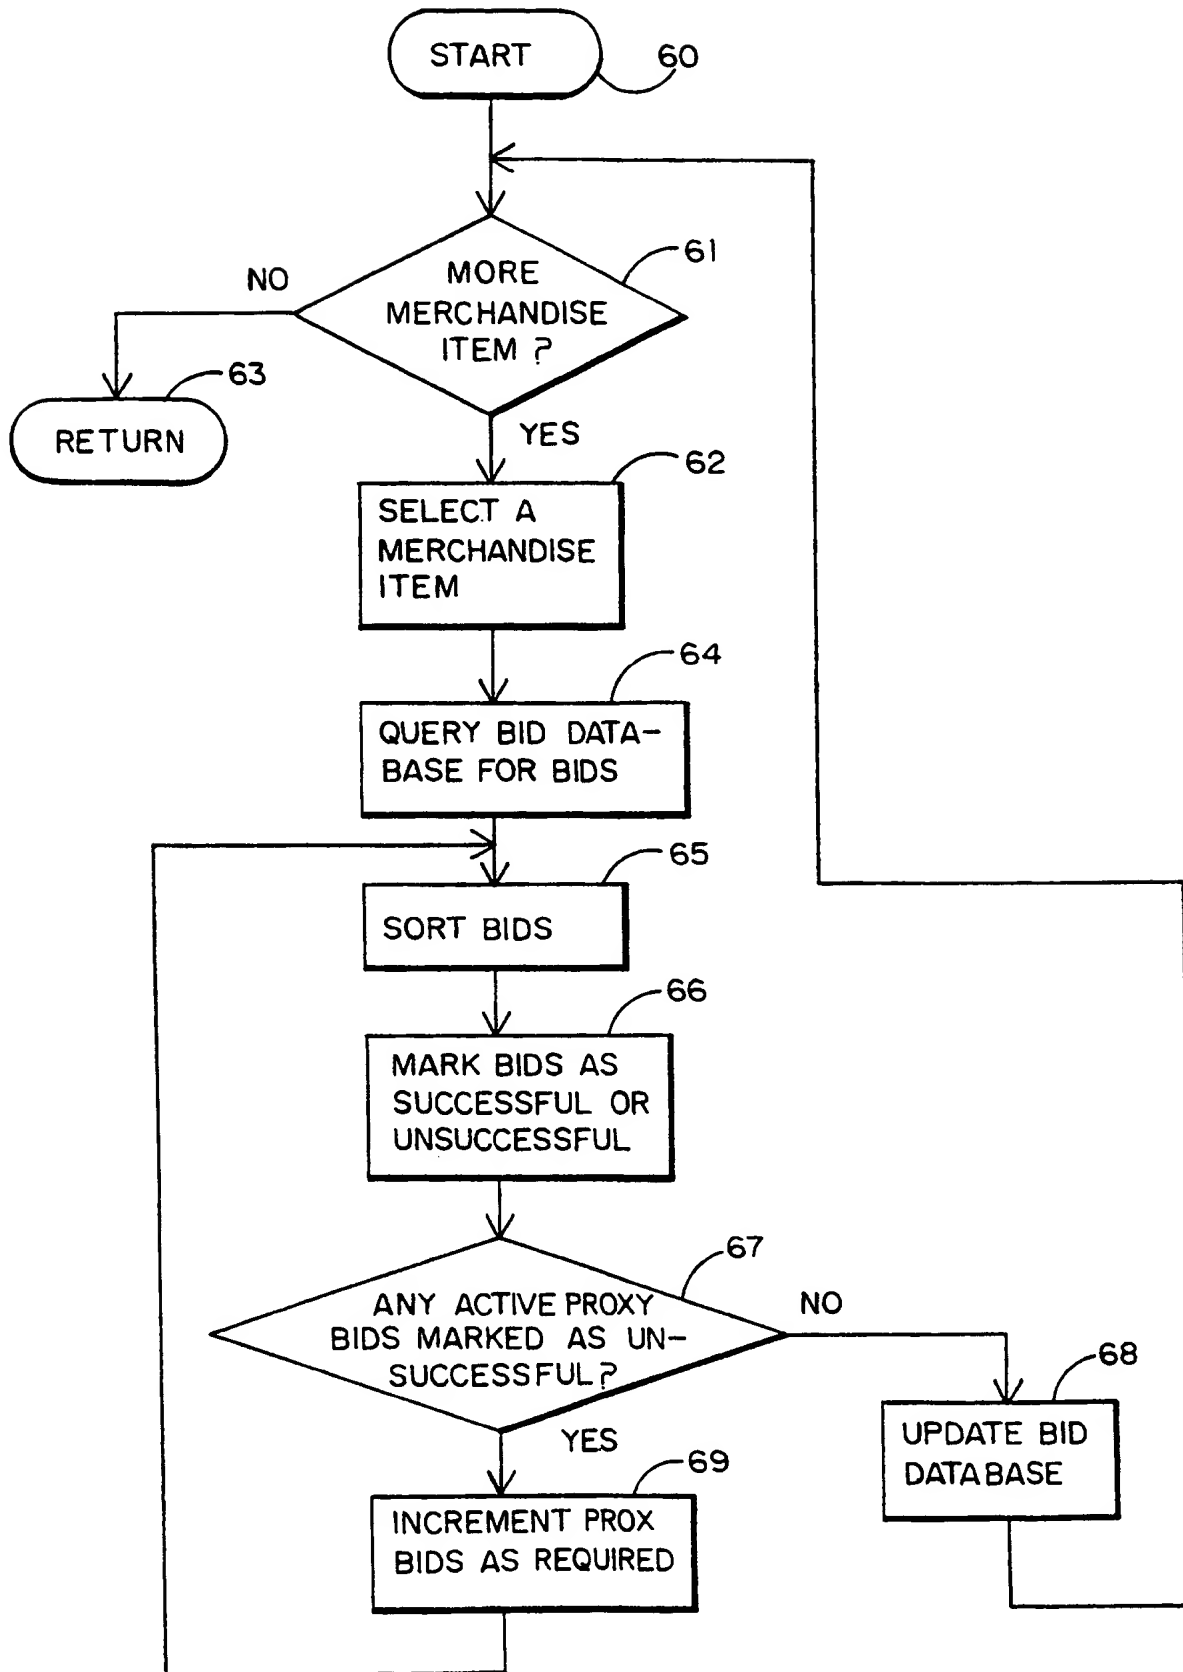 START
60
61
MORE
MERCHANDISE
ITEM ?
NO
63
RETURN
YES
62
SELECT A
MERCHANDISE
ITEM
64
QUERY BID DATA-
BASE FOR BIDS
65
SORT BIDS
66
MARK BIDS AS
SUCCESSFUL OR
UNSUCCESSFUL
67
ANY ACTIVE PROXY
BIDS MARKED AS UN-
SUCCESSFUL?
NO
68
UPDATE BID
DATABASE
YES
69
INCREMENT PROX
BIDS AS REQUIRED